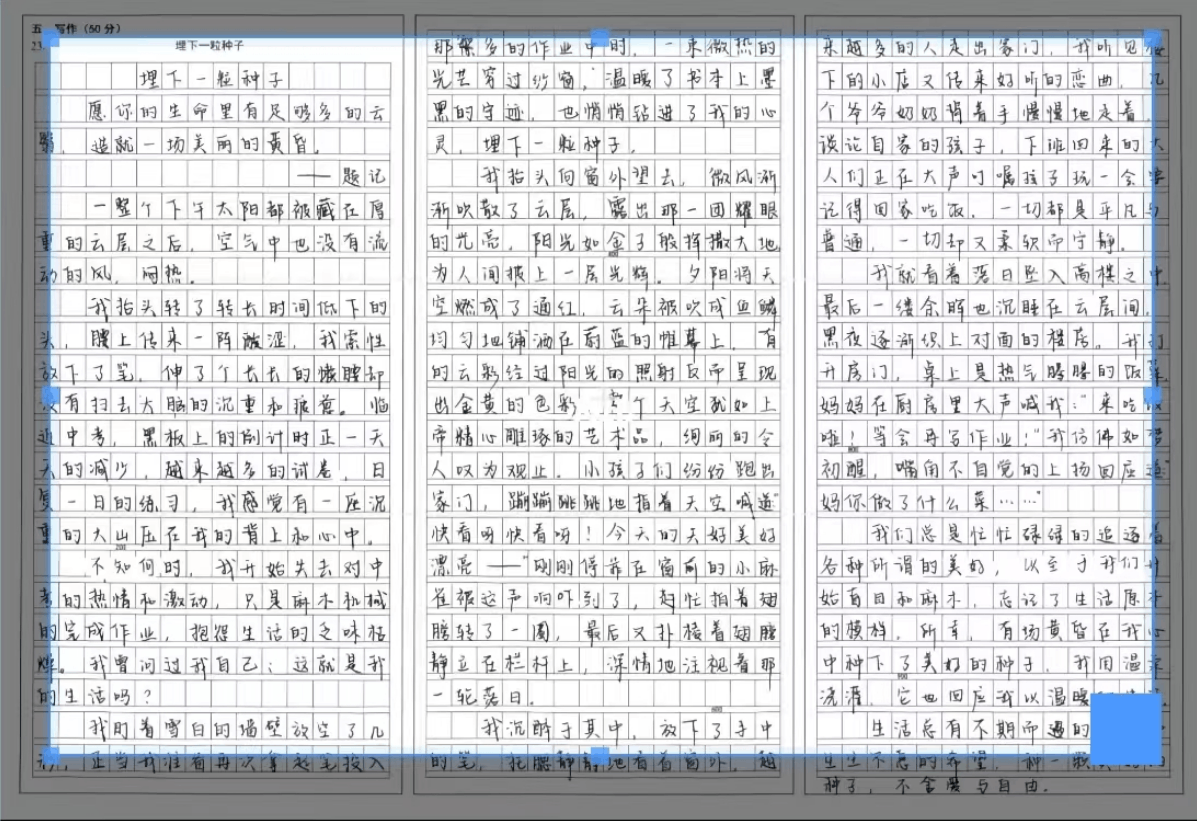 五、写作（50分）
23.
埋下一粒种子
埋下一粒种子
愿你的生命里有足够多的云
翳，造就一场美丽的黄昏。
——题记
一整个下午太阳都被藏在厚
重的云层之后，空气中也没有流
动的风，闷热。
我抬头转了转长时间低下的
头，腰上传来一阵酸涩，我索性
放下了笔，伸了个长长的懒腰却
没有扫去大脑的沉重和疲惫。临
近中考，黑板上的倒计时正一天
天的减少，越来越多的试卷，日
复一日的练习，我感觉有一座沉
重的大山压在我的背上和心中。
200
不知何时，我开始失去对中
考的热情和激动，只是麻木机械
的完成作业，抱怨生活的乏味枯
燥。我曾问过我自己：这就是我
的生活吗？
我盯着雪白的墙壁放空了几
秒，正当我准备再次拿起笔投入
那繁多的作业中时，一束微热的
光芒穿过纱窗，温暖了书本上墨
黑的字迹，也悄悄钻进了我的心
灵，埋下一粒种子。
我抬头向窗外望去，微风渐
渐吹散了云层，露出那一团耀眼
的光亮，阳光如金子般挥撒大地
为人间披上一层光辉。夕阳将天
空燃成了通红，云朵被吹成鱼鳞
均匀地铺洒在蔚蓝的帷幕上，有
的云彩经过阳光的照射反而呈现
出金黄的色彩，个天空犹如上
帝精心雕琢的艺术品，绚丽的令
人叹为观止。小孩子们纷纷跑出
家门，蹦蹦跳跳地指着天空喊道"
快看呀快看呀！今天的天好美好
漂亮——"刚刚停靠在窗前的小麻
雀被这声响吓到了，赶忙拍着翅
膀转了一圈，最后又扑棱着翅膀
静立在栏杆上，深情地注视着那
一轮落日。
600
我沉醉于其中，放下了手中
的笔，托腮静静地看着窗外，越
来越多的人走出家门，我听见楼
下的小店又传来好听的恋曲，几
个爷爷奶奶背着手慢慢地走着，
谈论自家的孩子，下班回来的大
人们正在大声叮嘱孩子玩一会要
记得回家吃饭，一切都是平凡与
普通，一切却又柔软而宁静。
我就看着落日坠入高楼之中
最后一缕余晖也沉睡在云层间，
黑夜逐渐缀上对面的楼房。我打
开房门，桌上是热气腾腾的饭菜
妈妈在厨房里大声喊我："来吃饭
啦！等会再写作业！"我仿佛如梦
800
初醒，嘴角不自觉的上扬回应道"
妈你做了什么菜……"
我们总是忙忙碌碌的追逐着
各种所谓的美好，以至于我们开
始盲目和麻木，忘记了生活原本
的模样。所幸，有场黄昏在我心
中种下了美好的种子，我用温柔
900
浇灌，它也回应我以温暖
生活总有不期而遇的
生生不息的希望，种一颗
种子，不舍爱与自由。